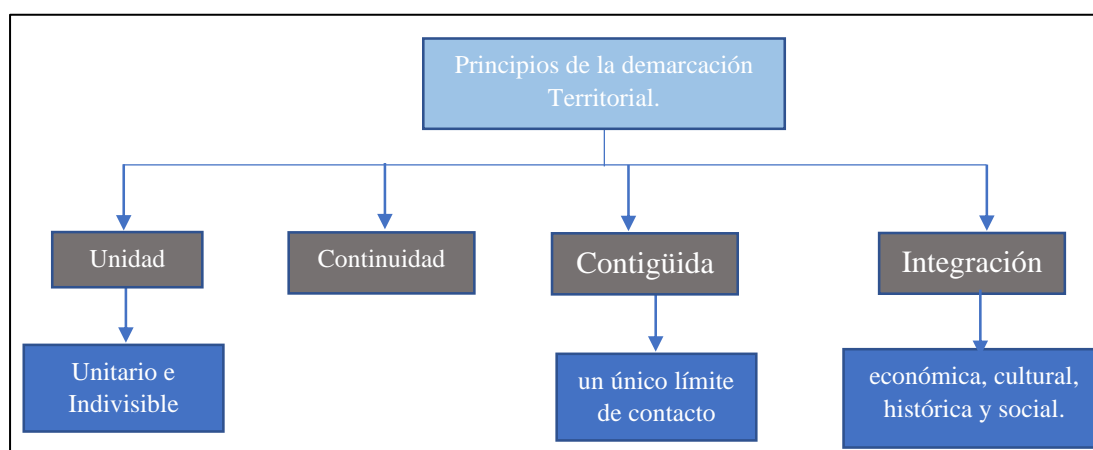 Principios de la demarcación
Territorial.
Unidad
Continuidad
Contigüida
Integración
Unitario e
Indivisible
un único límite
de contacto
económica, cultural,
histórica y social.